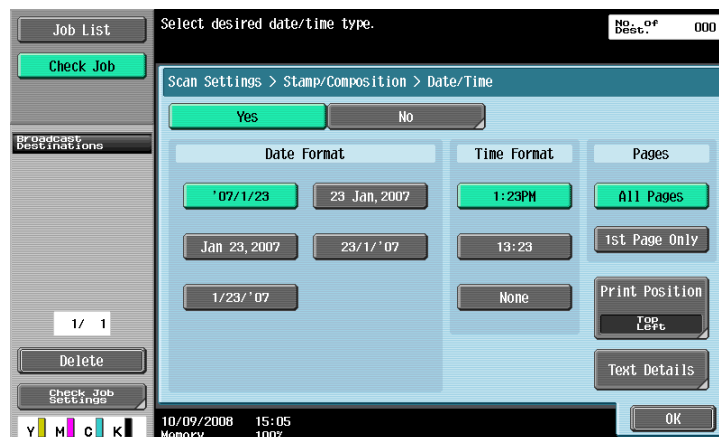 Job List
Select desired date/time type.
No. of
Dest. 000
Check Job
Scan Settings > Stamp/Composition > Date/Time
Yes
No
Broadcast
Destinations
Date Format
Time Format
Pages
'07/1/23
23 Jan,2007
1:23PM
All Pages
Jan 23,2007
23/1/'07
13:23
1st Page Only
1/23/'07
None
Print Position
Top
Left
1/ 1
Delete
Text Details
Check Job
Settings
OK
10/09/2008 15:05
Memory 100%
Y M C K